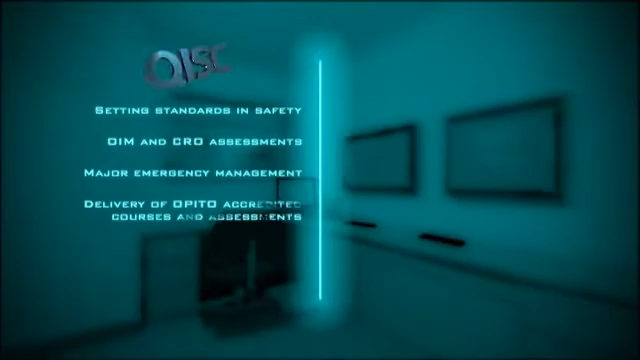 OISC
SETTING STANDARDS IN SAFETY
OIM AND CRO ASSESSMENTS
MAJOR EMERGENCY MANAGEMENT
DELIVERY OF OPITO ACCREDITED
COURSES AND ASSESSMENTS